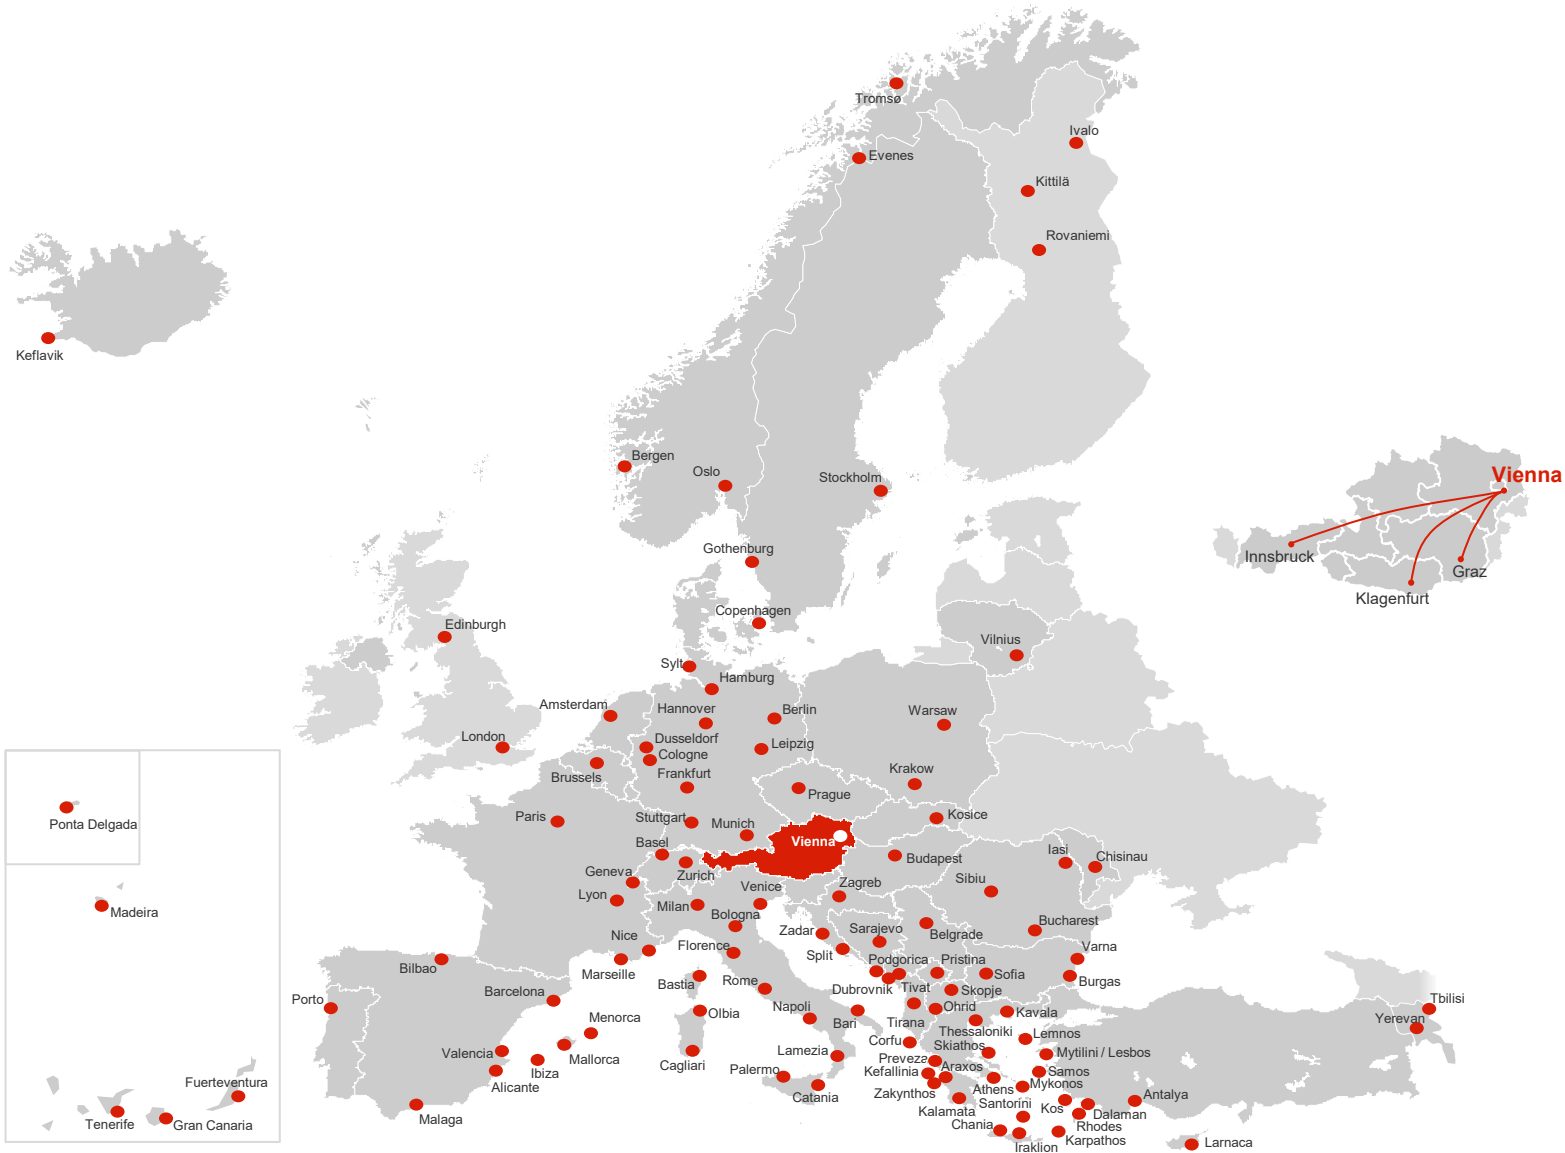 Tromsø
Ivalo
Evenes
Kittilä
Rovaniemi
Keflavik
Bergen
Oslo
Stockholm
Vienna
Gothenburg
Innsbruck
Graz
Klagenfurt
Copenhagen
Edinburgh
Vilnius
Sylt
Hamburg
Amsterdam
Hannover
Berlin
Warsaw
London
Dusseldorf
Leipzig
Cologne
Brussels
Frankfurt
Krakow
Prague
Ponta Delgada
Paris
Stuttgart
Munich
Kosice
Vienna
Basel
Budapest
Iasi
Chisinau
Geneva
Zurich
Lyon
Venice
Zagreb
Sibiu
Milan
Madeira
Bologna
Nice
Florence
Zadar
Sarajevo
Belgrade
Bucharest
Split
Varna
Bilbao
Marseille
Podgorica
Pristina
Sofia
Burgas
Bastia
Rome
Dubrovnik
Tivat
Skopje
Barcelona
Porto
Menorca
Olbia
Napoli
Bari
Tirana
Ohrid
Kavala
Tbilisi
Yerevan
Thessaloniki
Lemnos
Valencia
Mallorca
Lamezia
Corfu
Skiathos
Mytilini / Lesbos
Ibiza
Cagliari
Palermo
Preveza
Araxos
Kefallinia
Samos
Alicante
Fuerteventura
Catania
Zakynthos
Athens
Mykonos
Antalya
Malaga
Kalamata
Santorini
Kos
Dalaman
Tenerife
Gran Canaria
Chania
Rhodes
Iraklion
Karpathos
Larnaca